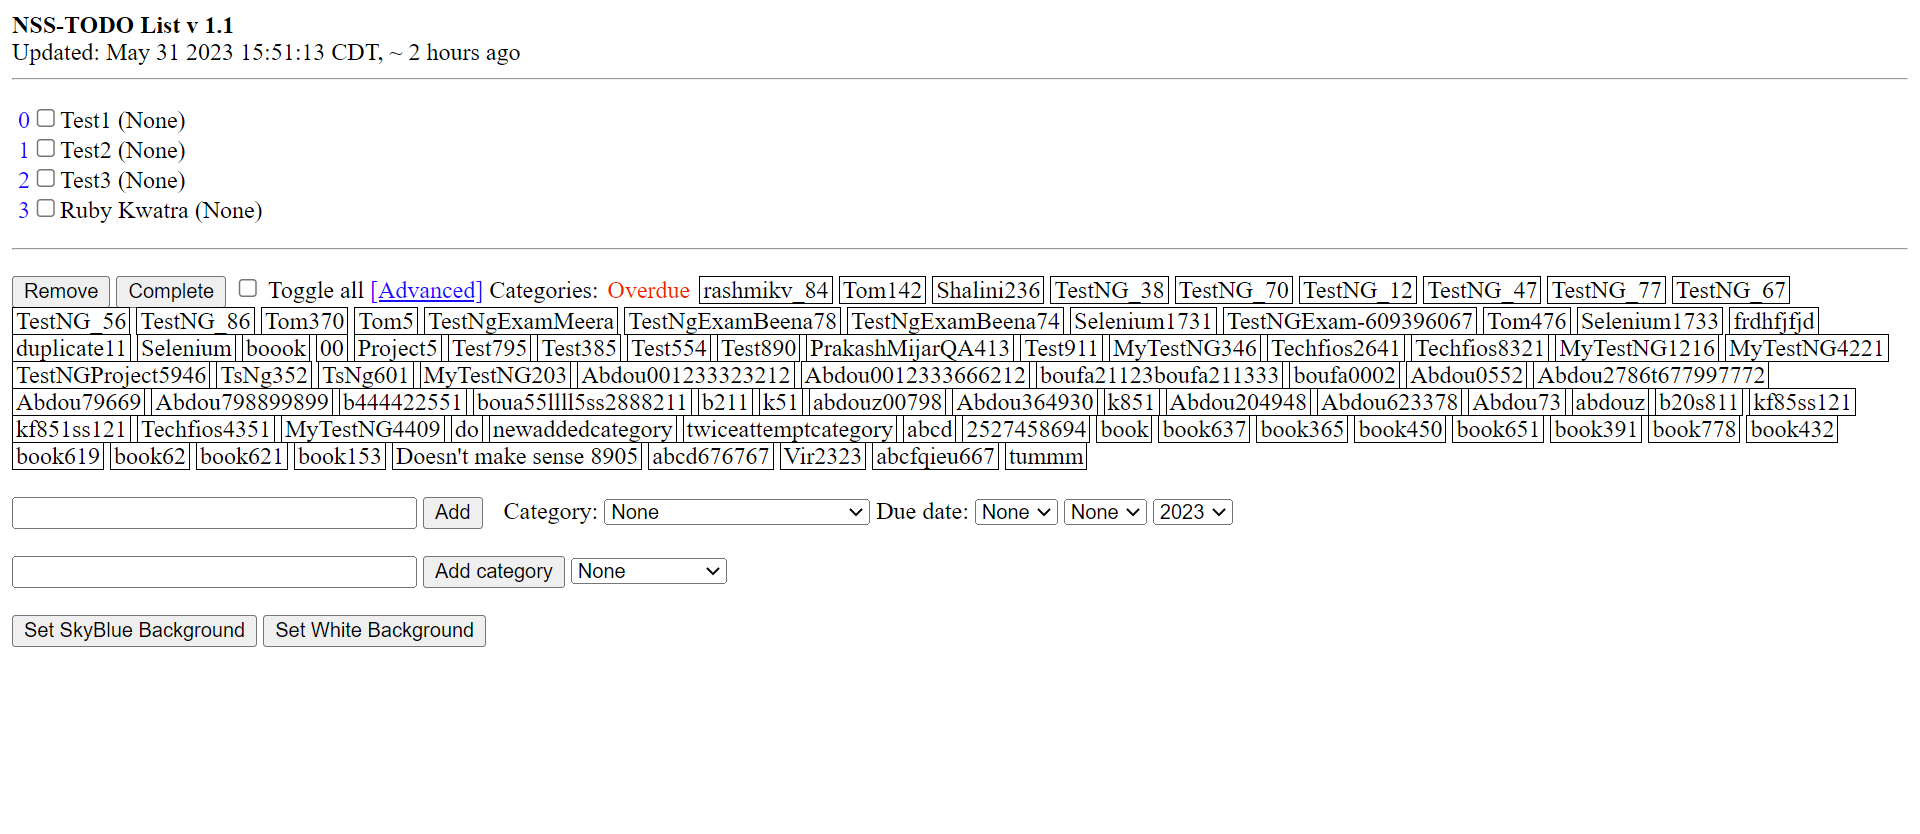 NSS-TODO List v 1.1
Updated: May 31 2023 15:51:13 CDT, ~ 2 hours ago
0 Test1 (None)
1 Test2 (None)
2 Test3 (None)
3 Ruby Kwatra (None)
Remove Complete Toggle all [Advanced] Categories: Overdue rashmikv_84 Tom142 Shalini236 TestNG_38 TestNG_70 TestNG_12 TestNG_47 TestNG_77 TestNG_67
TestNG_56 TestNG_86 Tom370 Tom5 TestNgExamMeera TestNgExamBeena78 TestNgExamBeena74 Selenium1731 TestNGExam-609396067 Tom476 Selenium1733 frdhfjfjd
duplicate11 Selenium boook 00 Project5 Test795 Test385 Test554 Test890 PrakashMijarQA413 Test911 MyTestNG346 Techfios2641 Techfios8321 MyTestNG1216 MyTestNG4221
TestNGProject5946 TsNg352 TsNg601 MyTestNG203 Abdou001233323212 Abdou0012333666212 boufa21123boufa211333 boufa0002 Abdou0552 Abdou2786t677997772
Abdou79669 Abdou798899899 b444422551 boua55llll5ss2888211 b211 k51 abdouz00798 Abdou364930 k851 Abdou204948 Abdou623378 Abdou73 abdouz b20s811 kf85ss121
kf851ss121 Techfios4351 MyTestNG4409 do newaddedcategory twiceattemptcategory abcd 2527458694 book book637 book365 book450 book651 book391 book778 book432
book619 book62 book621 book153 Doesn't make sense 8905 abcd676767 Vir2323 abcfqieu667 tummm
Add Category: None Due date: None None 2023
Add category None
Set SkyBlue Background Set White Background